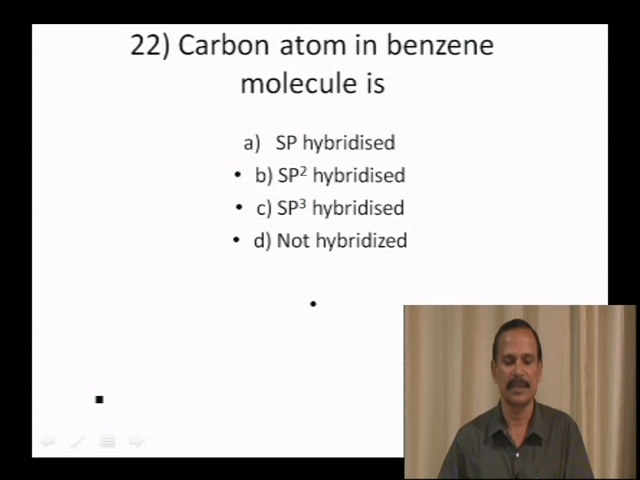 22) Carbon atom in benzene
molecule is
a) SP hybridised
• b) SP² hybridised
• c) SP³ hybridised
• d) Not hybridized
•